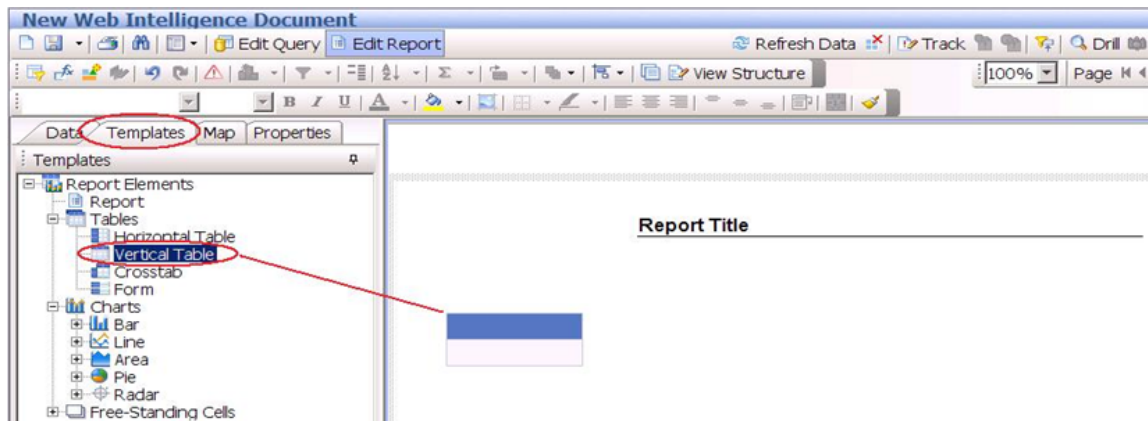 New Web Intelligence Document
Edit Query Edit Report Refresh Data Track Drill
View Structure 100% Page
B I U A
Data Templates Map Properties
Templates
Report Elements
Report
Tables
Report Title
Horizontal Table
Vertical Table
Crosstab
Form
Charts
Bar
Line
Area
Pie
Radar
Free-Standing Cells